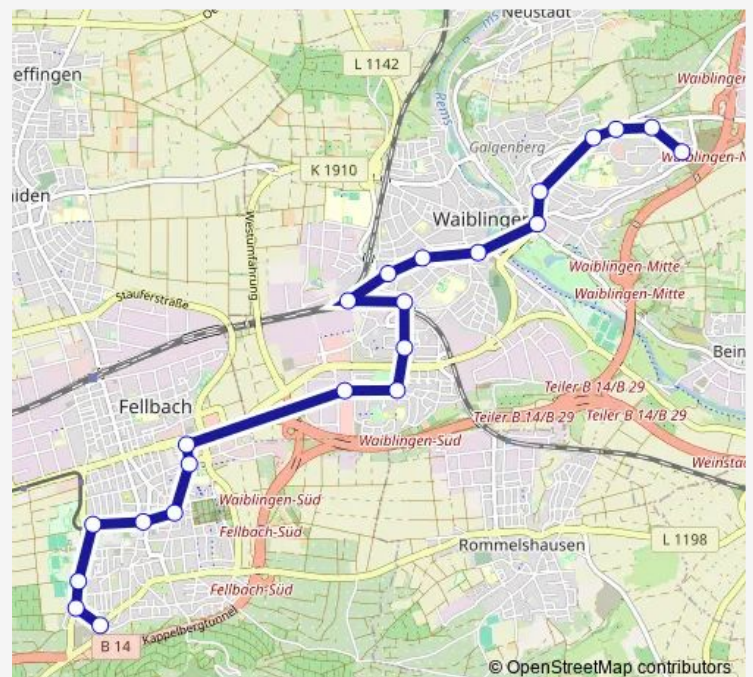 Neustadt
effingen
L 1142
Waiblingen
Rems
Rems
Galgenberg
K 1910
Waiblingen-N
iden
Waiblingen
Westumfahrung
Waiblingen-Mitte
Waiblingen-Mitte
stauferstraße
Bein
Teiler B 14/B 29
Fellbach
Teiler B 14/B 29
Teiler B 14/B 29
Waiblingen-Süd
Weinstad
Waiblingen-Süd
Fellbach-Süd
L 1198
Rommelshausen
Fellbach-Süd
Kappelbergtunnel
B 14
© OpenStreetMap contributors